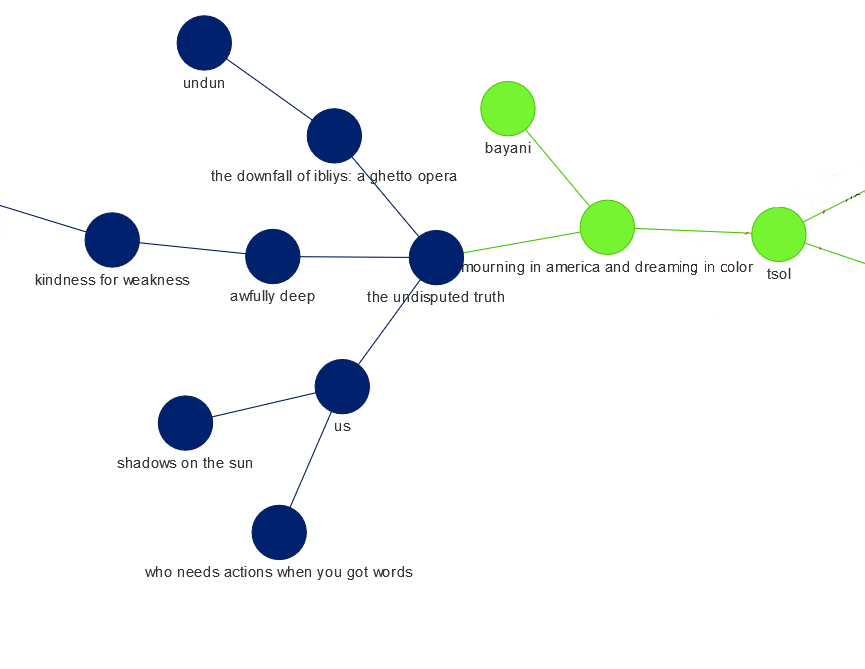 undun
bayani
the downfall of ibliys: a ghetto opera
mourning in america and dreaming in color
tsol
kindness for weakness
awfully deep
the undisputed truth
us
shadows on the sun
who needs actions when you got words